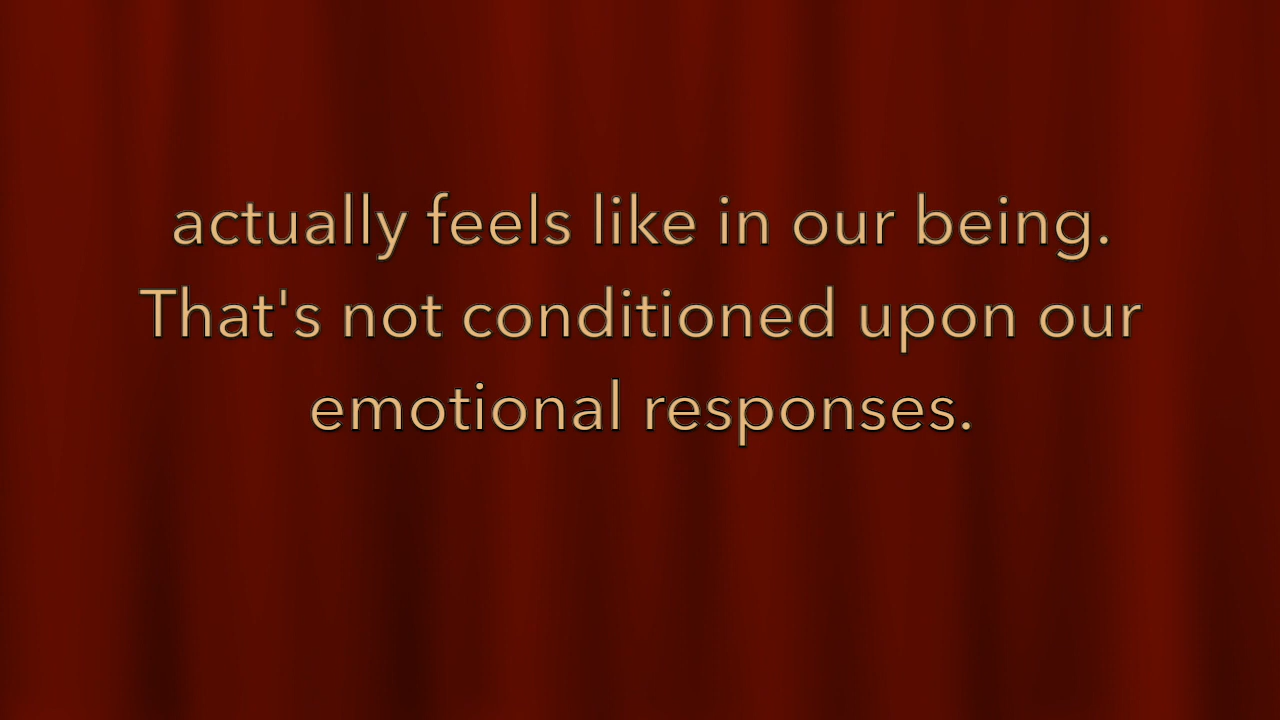 actually feels like in our being.
That's not conditioned upon our
emotional responses.